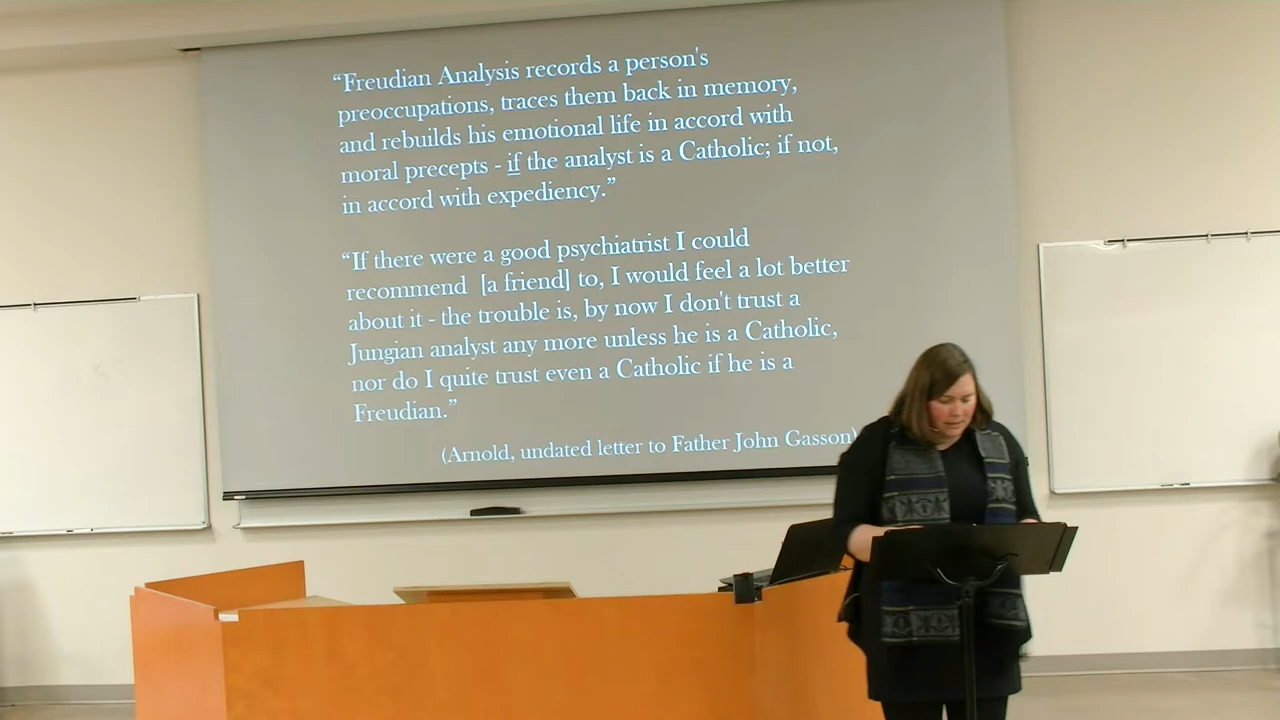 “Freudian Analysis records a person's
preoccupations, traces them back in memory,
and rebuilds his emotional life in accord with
moral precepts - if the analyst is a Catholic; if not,
in accord with expediency.”
“If there were a good psychiatrist I could
recommend [a friend] to, I would feel a lot better
about it - the trouble is, by now I don't trust a
Jungian analyst any more unless he is a Catholic,
nor do I quite trust even a Catholic if he is a
Freudian.”
(Arnold, undated letter to Father John Gasson)